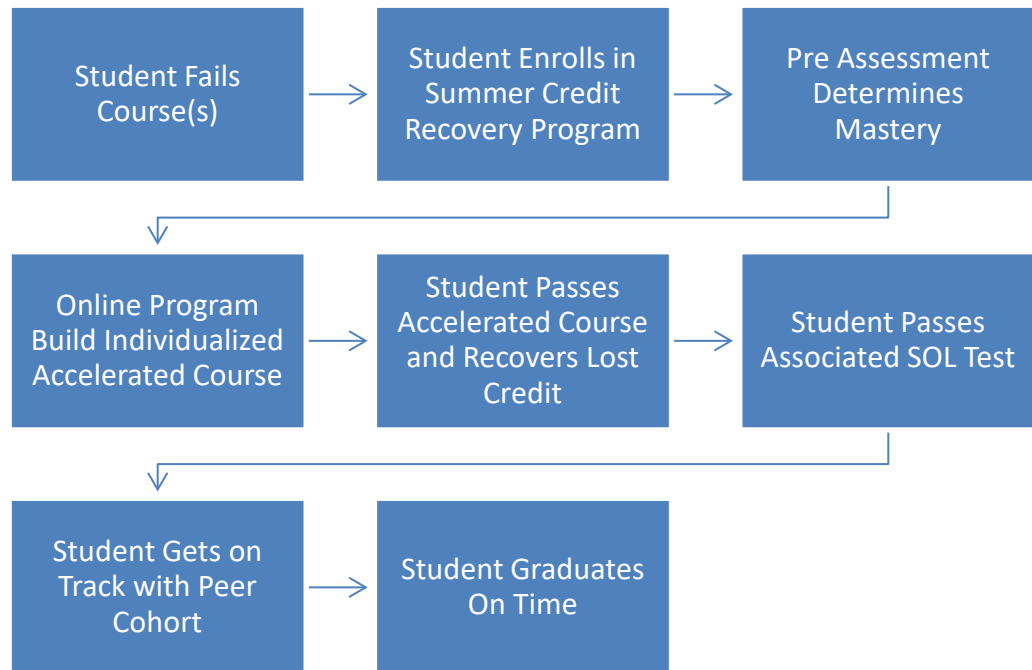 Student Fails
Course(s)
Student Enrolls in
Summer Credit
Recovery Program
Pre Assessment
Determines
Mastery
Online Program
Build Individualized
Accelerated Course
Student Passes
Accelerated Course
and Recovers Lost
Credit
Student Passes
Associated SOL Test
Student Gets on
Track with Peer
Cohort
Student Graduates
On Time